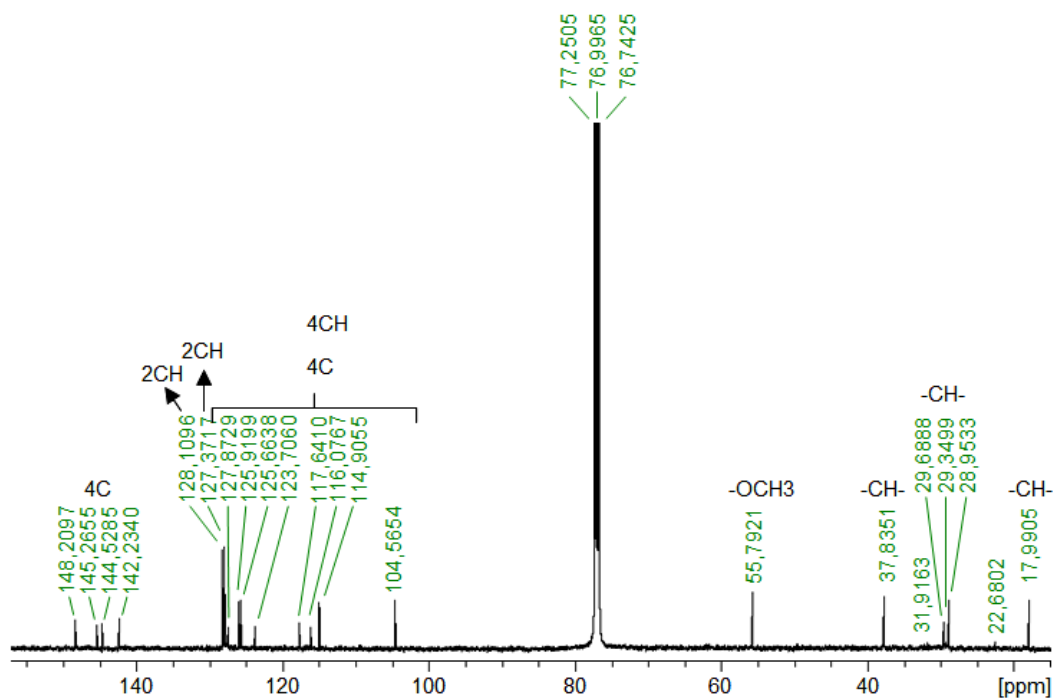 77,2505
76,9965
76,7425
4CH
4C
2CH
2CH
-CH-
4C
-OCH3
-CH-
-CH-
148,2097
145,2655
144,5285
142,2340
128,1096
127,3717
127,8729
125,9199
125,6638
123,7060
117,6410
116,0767
114,9055
104,5654
55,7921
37,8351
31,9163
29,6888
29,3499
28,9533
22,6802
17,9905
140 120 100 80 60 40 [ppm]